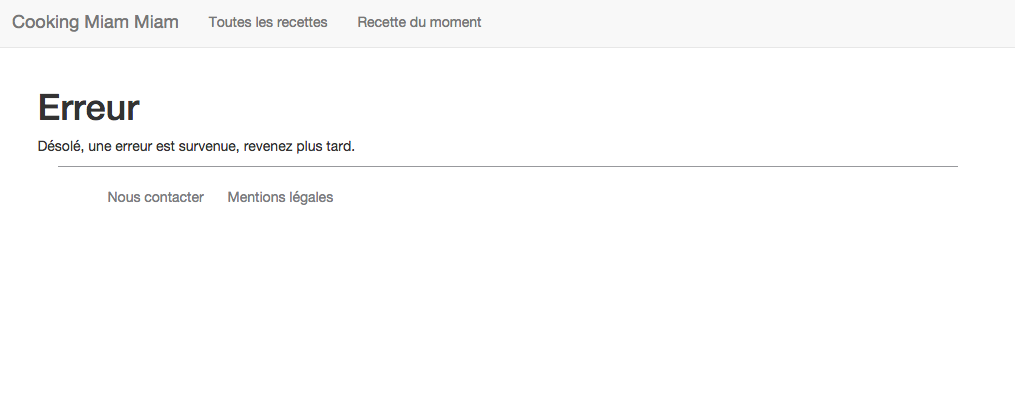 Cooking Miam Miam Toutes les recettes Recette du moment
Erreur
Désolé, une erreur est survenue, revenez plus tard.
Nous contacter Mentions légales